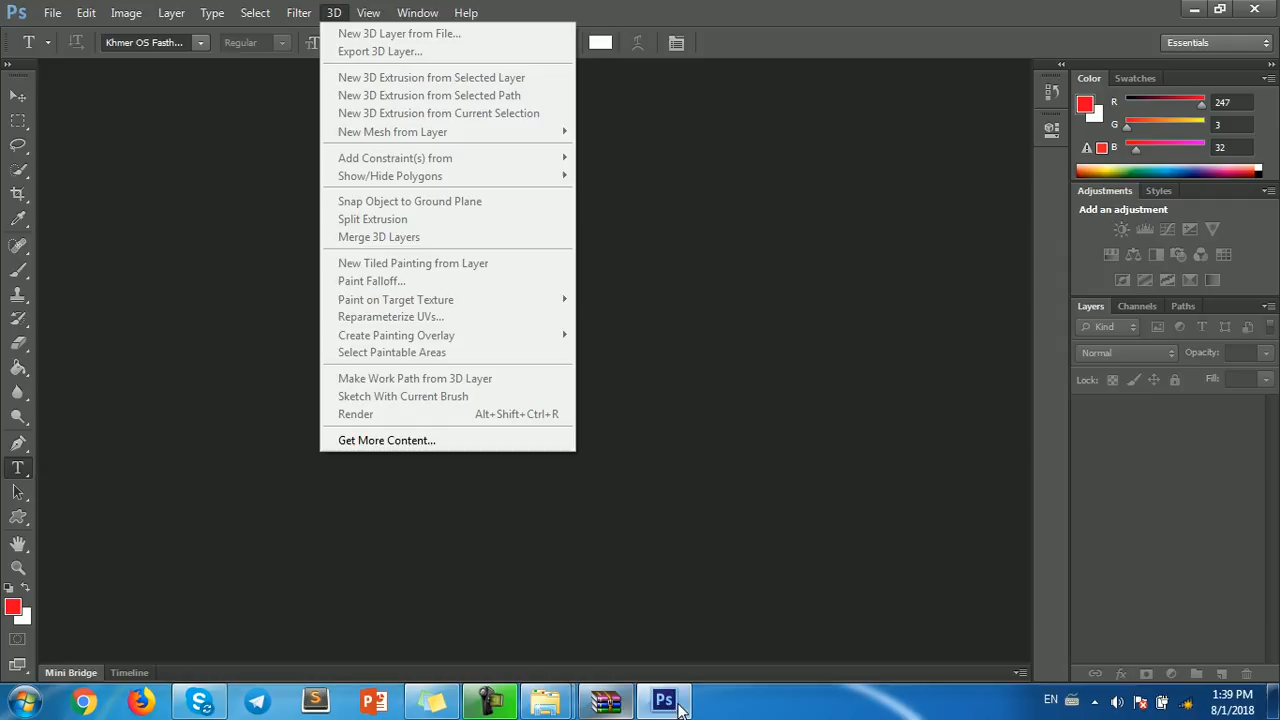 Ps File Edit Image Layer Type Select Filter 3D View Window Help
T Khmer OS Fasth... Regular Essentials
New 3D Layer from File...
Export 3D Layer...
New 3D Extrusion from Selected Layer
New 3D Extrusion from Selected Path
New 3D Extrusion from Current Selection
New Mesh from Layer
Add Constraint(s) from
Show/Hide Polygons
Snap Object to Ground Plane
Split Extrusion
Merge 3D Layers
New Tiled Painting from Layer
Paint Falloff...
Paint on Target Texture
Reparameterize UVs...
Create Painting Overlay
Select Paintable Areas
Make Work Path from 3D Layer
Sketch With Current Brush
Render Alt+Shift+Ctrl+R
Get More Content...
Color Swatches
R 247
G 3
B 32
Adjustments Styles
Add an adjustment
Layers Channels Paths
Kind
Normal Opacity:
Lock: Fill:
Mini Bridge Timeline
EN 1:39 PM
8/1/2018